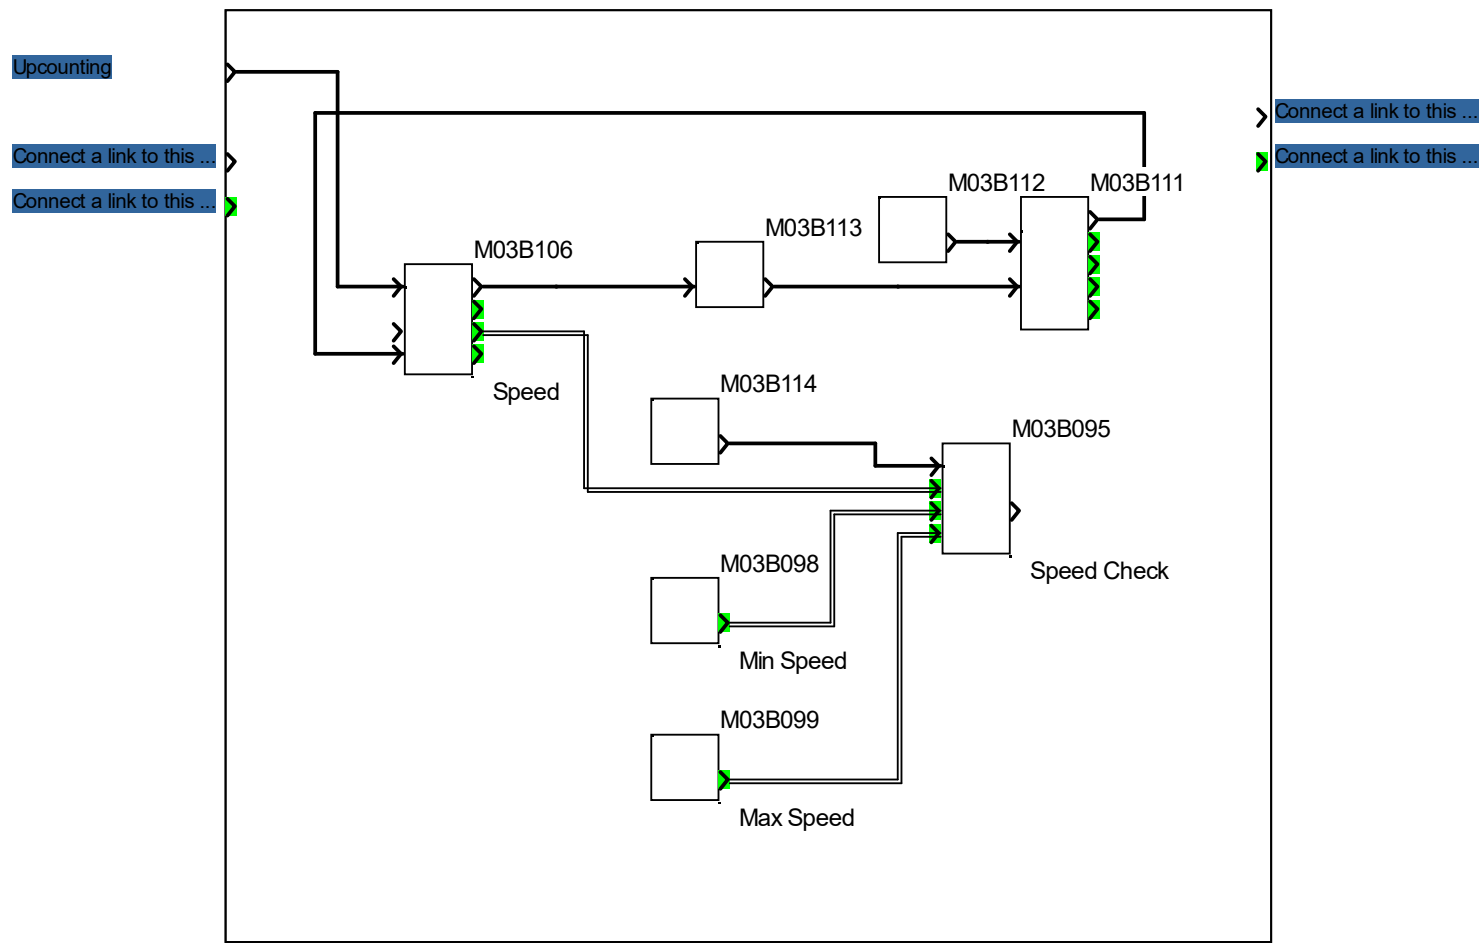 Upcounting
Connect a link to this ...
Connect a link to this ...
Connect a link to this ...
Connect a link to this ...
M03B112
M03B111
M03B113
M03B106
Speed
M03B114
M03B095
Speed Check
M03B098
Min Speed
M03B099
Max Speed